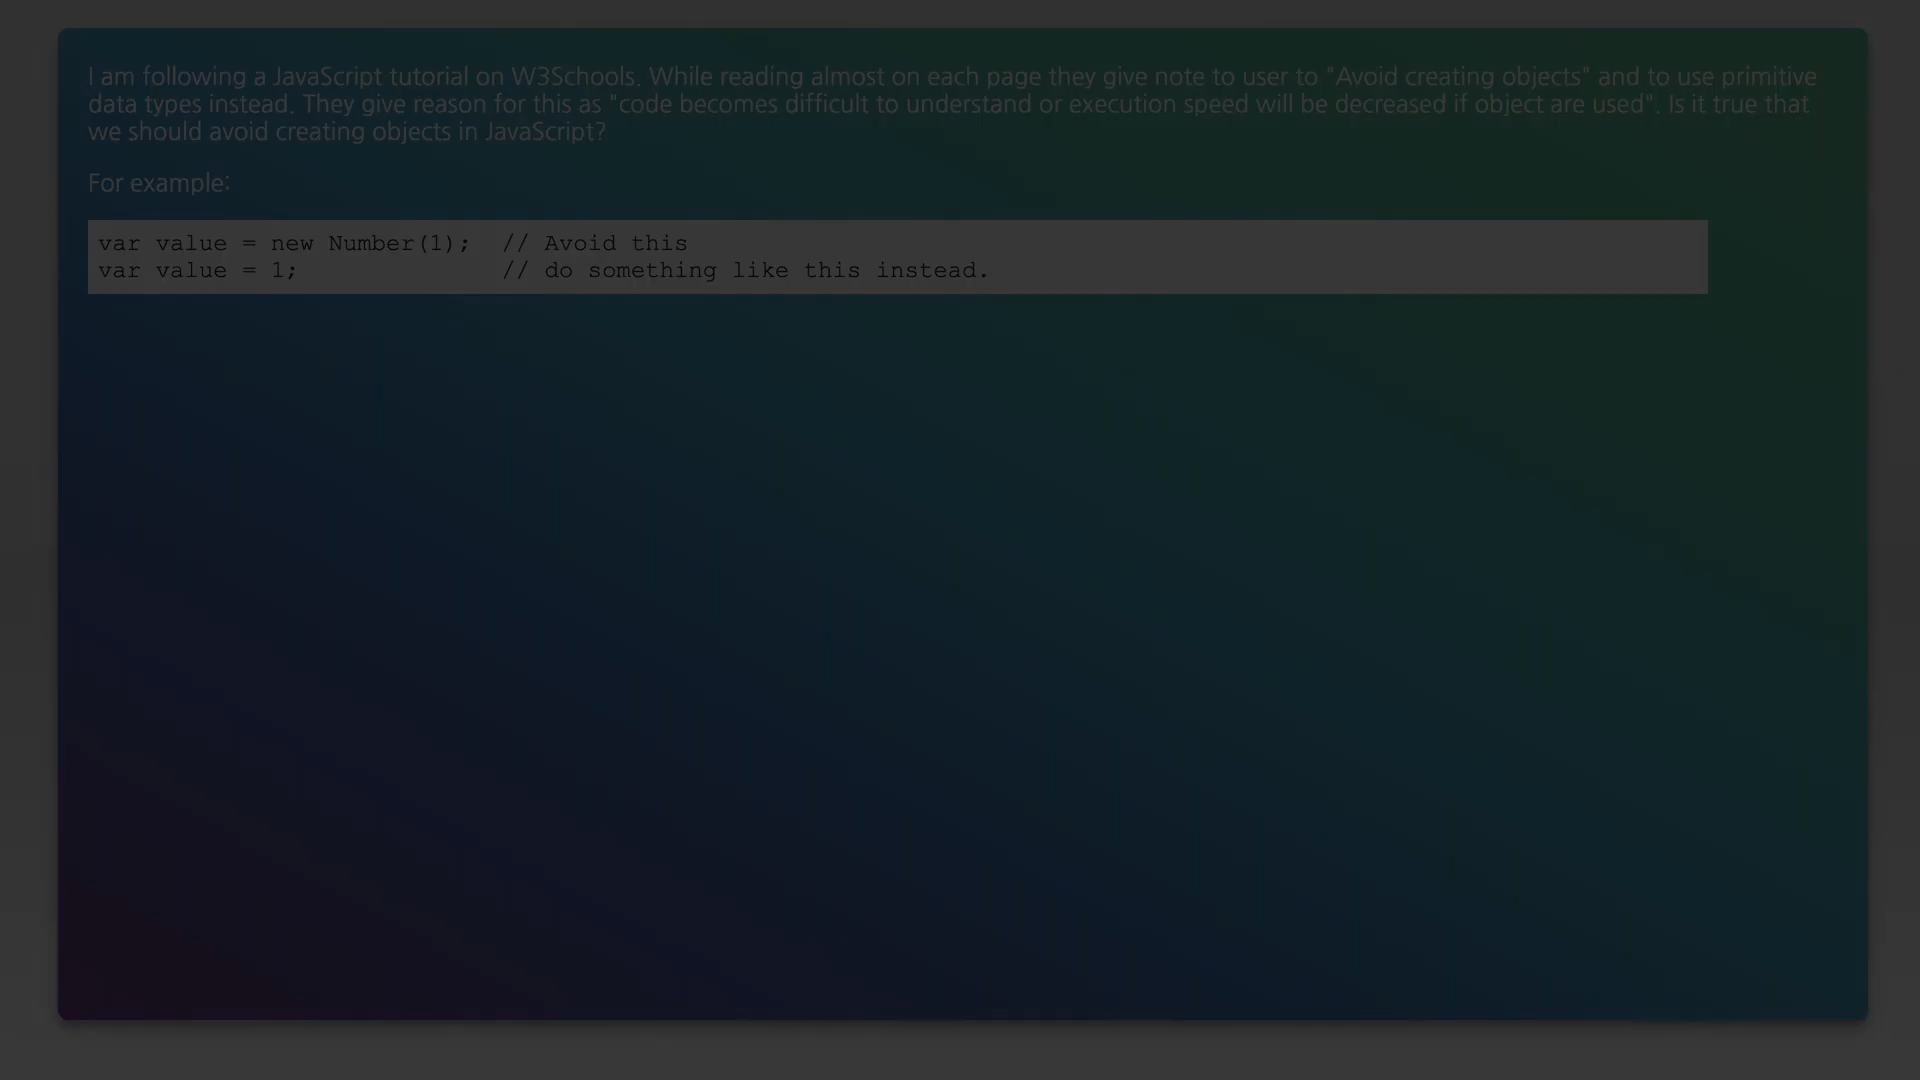 I am following a JavaScript tutorial on W3Schools. While reading almost on each page they give note to user to "Avoid creating objects" and to use primitive
data types instead. They give reason for this as "code becomes difficult to understand or execution speed will be decreased if object are used". Is it true that
we should avoid creating objects in JavaScript?
For example:
var value = new Number(1);  // Avoid this
var value = 1;              // do something like this instead.